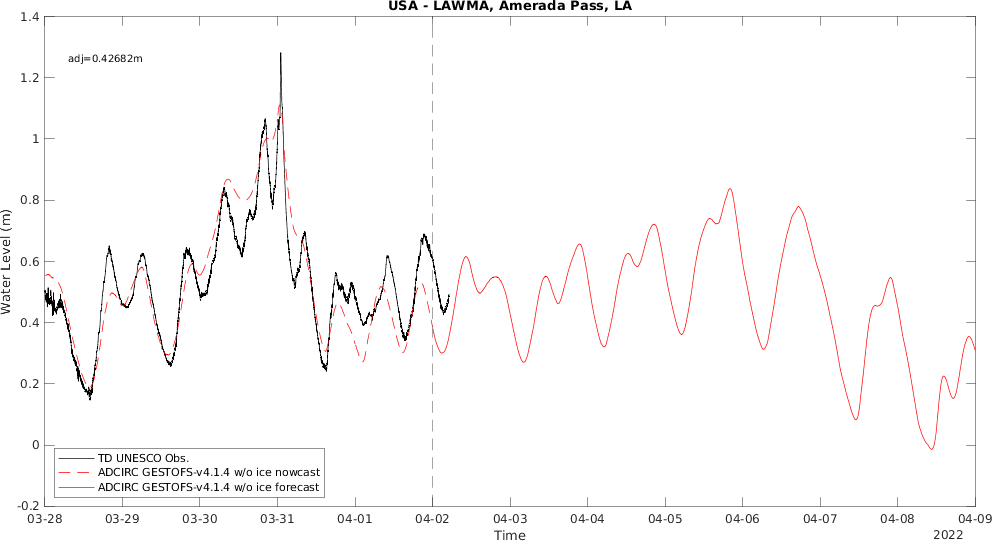 USA - LAWMA, Amerada Pass, LA
adj=0.42682m
Water Level (m)
1.4
1.2
1
0.8
0.6
0.4
0.2
0
-0.2
TD UNESCO Obs.
ADCIRC GESTOFS-v4.1.4 w/o ice nowcast
ADCIRC GESTOFS-v4.1.4 w/o ice forecast
03-28 03-29 03-30 03-31 04-01 04-02 04-03 04-04 04-05 04-06 04-07 04-08 04-09
Time
2022